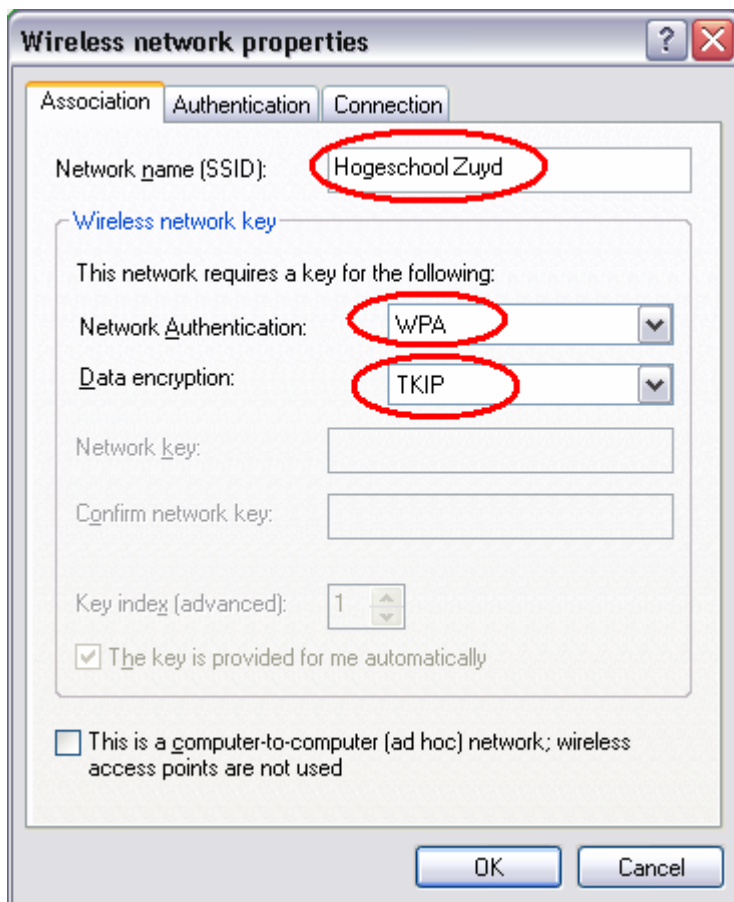 Wireless network properties
Association Authentication Connection
Network name (SSID): Hogeschool Zuyd
Wireless network key
This network requires a key for the following:
Network Authentication: WPA
Data encryption: TKIP
Network key:
Confirm network key:
Key index (advanced): 1
The key is provided for me automatically
This is a computer-to-computer (ad hoc) network; wireless
access points are not used
OK Cancel